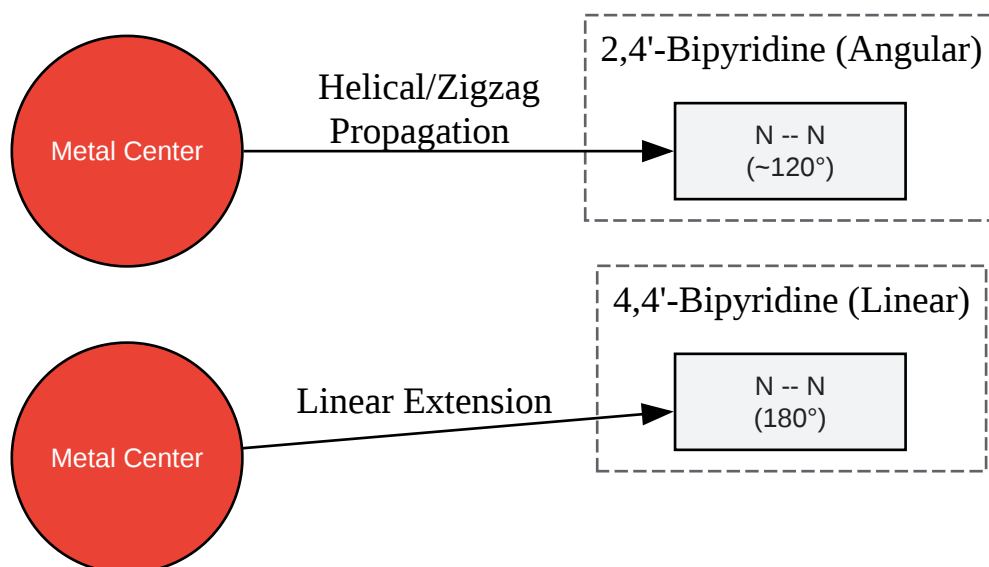 2,4'-Bipyridine (Angular)
Helical/Zigzag
Propagation
Metal Center
N -- N
(~120°)
4,4'-Bipyridine (Linear)
Linear Extension
N -- N
(180°)
Metal Center